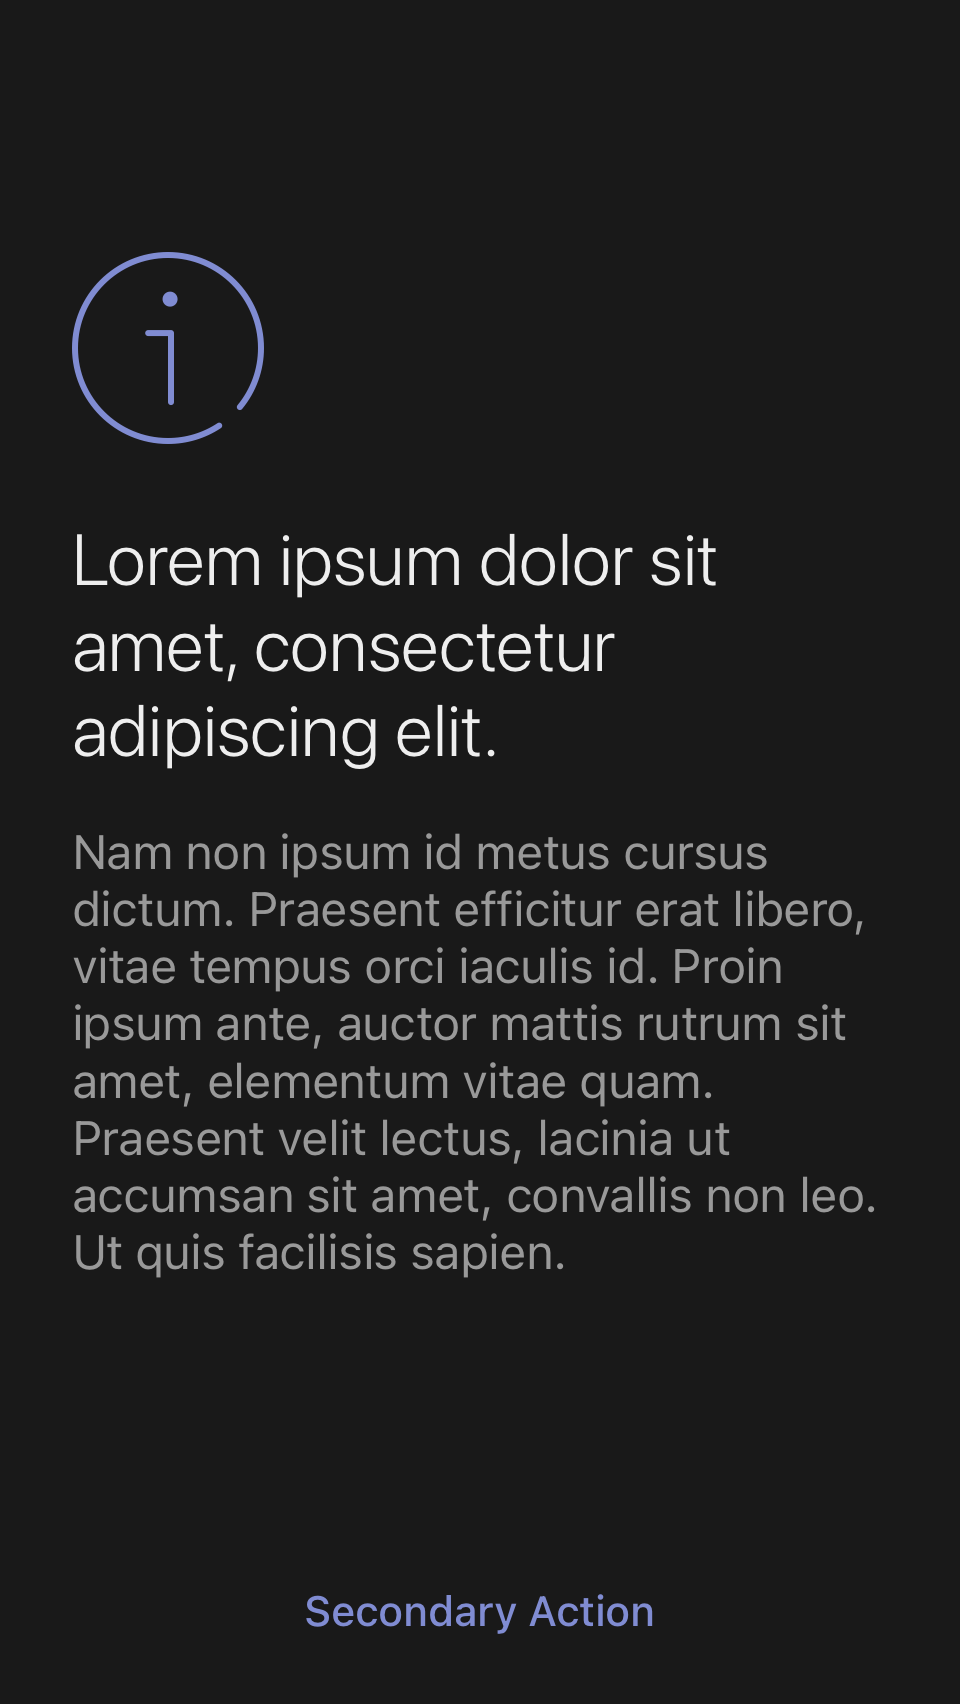 Lorem ipsum dolor sit
amet, consectetur
adipiscing elit.
Nam non ipsum id metus cursus
dictum. Praesent efficitur erat libero,
vitae tempus orci iaculis id. Proin
ipsum ante, auctor mattis rutrum sit
amet, elementum vitae quam.
Praesent velit lectus, lacinia ut
accumsan sit amet, convallis non leo.
Ut quis facilisis sapien.
Secondary Action